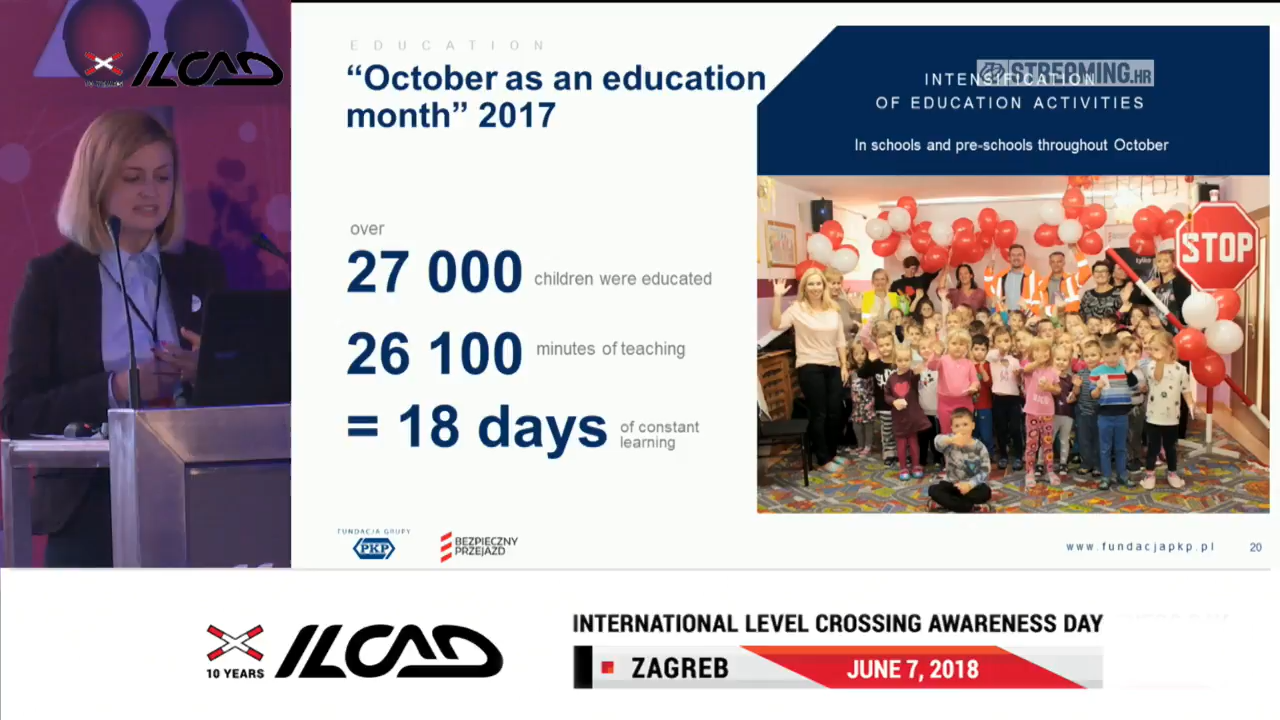 ILCAD
10 YEARS
EDUCATION
“October as an education
month” 2017
over
27 000 children were educated
26 100 minutes of teaching
= 18 days of constant
learning
STREAMING.HR
INTENSIFICATION
OF EDUCATION ACTIVITIES
In schools and pre-schools throughout October
STOP
FUNDACJA GRUPY
PKP
BEZPIECZNY
PRZEJAZD
www.fundacjapkp.pl 20
10 YEARS
ILCAD
INTERNATIONAL LEVEL CROSSING AWARENESS DAY
ZAGREB JUNE 7, 2018